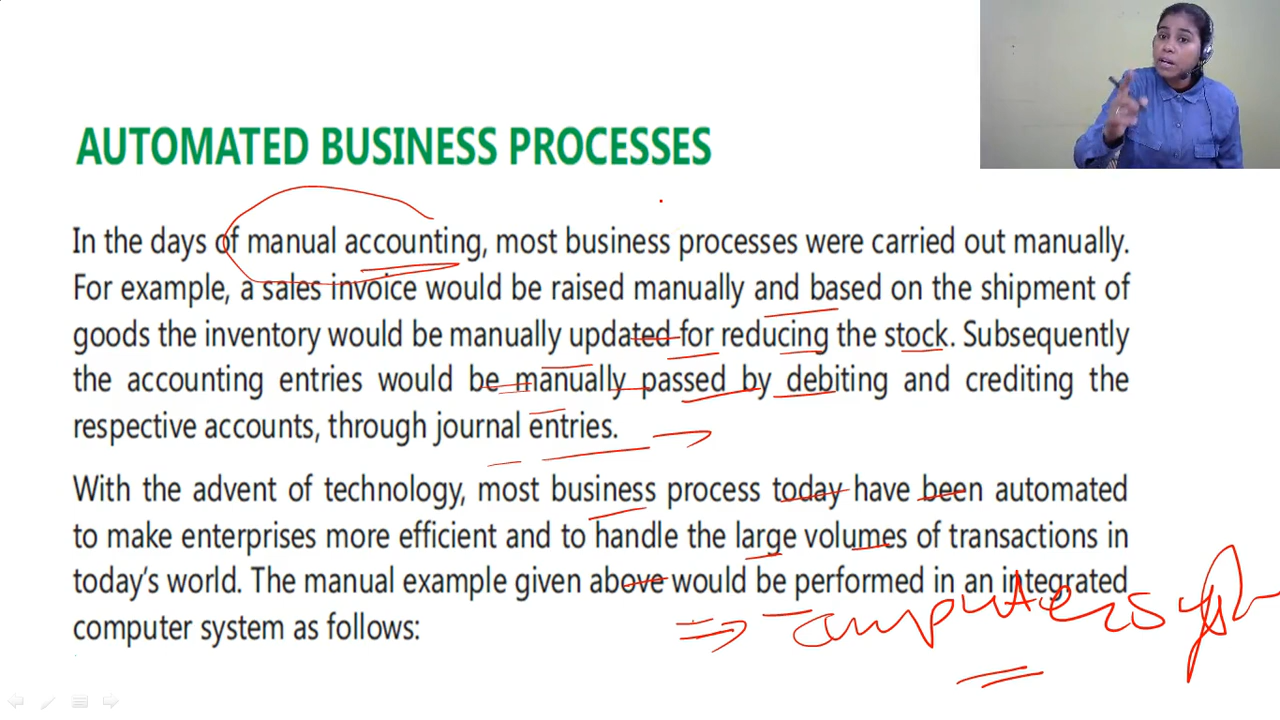 AUTOMATED BUSINESS PROCESSES
In the days of manual accounting, most business processes were carried out manually.
For example, a sales invoice would be raised manually and based on the shipment of
goods the inventory would be manually updated for reducing the stock. Subsequently
the accounting entries would be manually passed by debiting and crediting the
respective accounts, through journal entries.
With the advent of technology, most business process today have been automated
to make enterprises more efficient and to handle the large volumes of transactions in
today's world. The manual example given above would be performed in an integrated
computer system as follows: